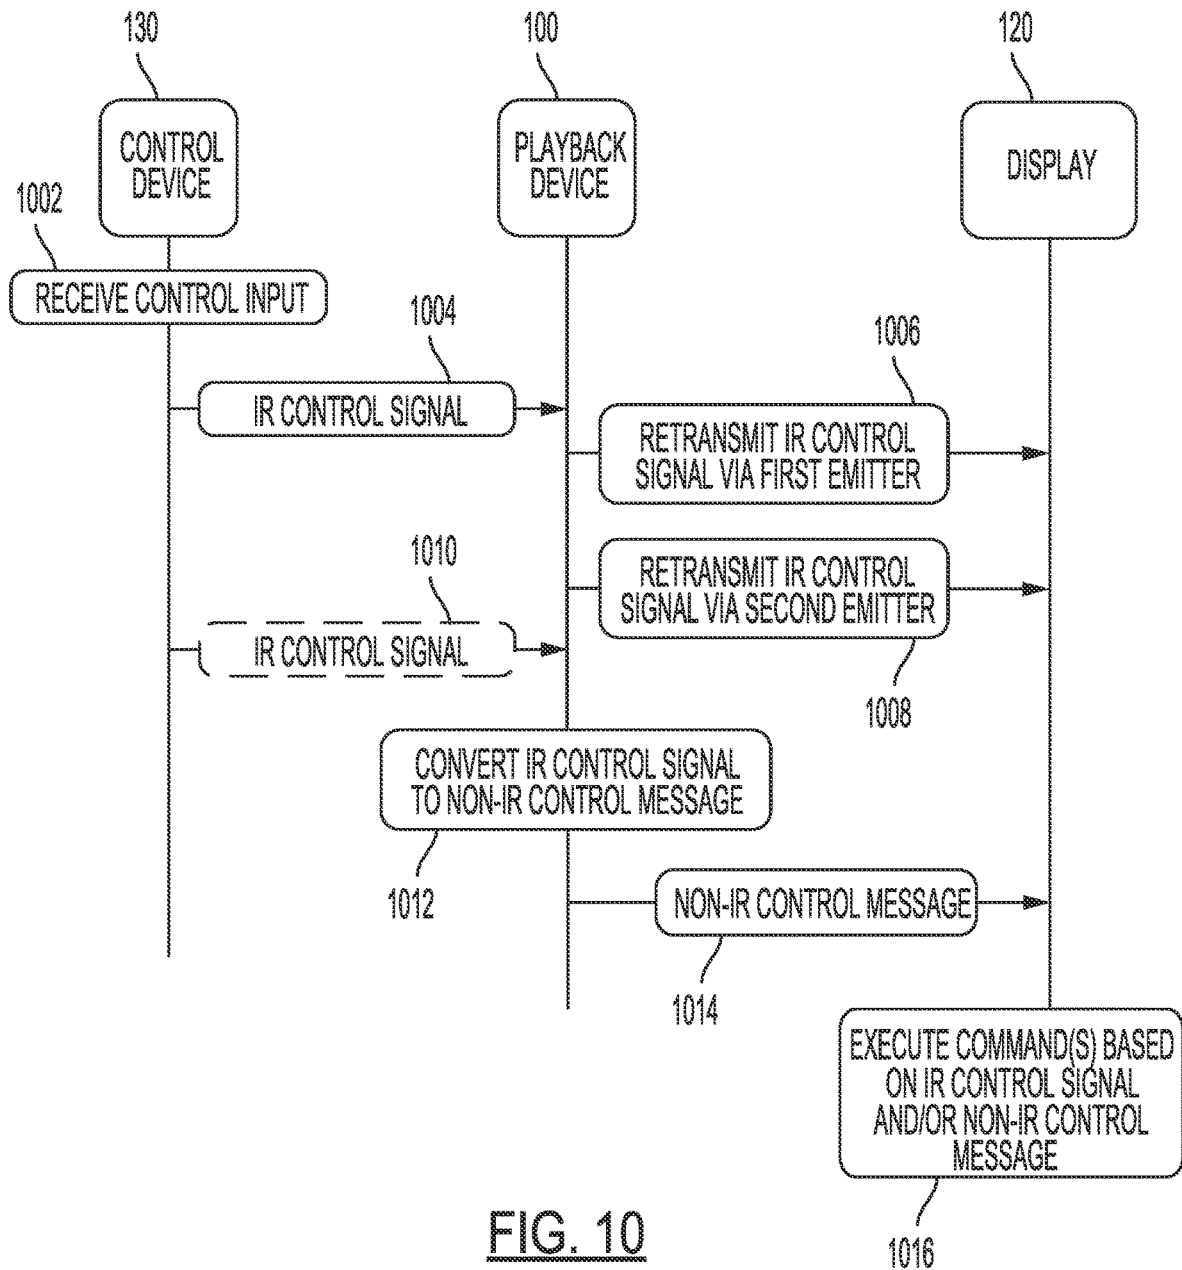 130
100
120
CONTROL
DEVICE
PLAYBACK
DEVICE
DISPLAY
1002
RECEIVE CONTROL INPUT
1004
IR CONTROL SIGNAL
1006
RETRANSMIT IR CONTROL
SIGNAL VIA FIRST EMITTER
1010
IR CONTROL SIGNAL
RETRANSMIT IR CONTROL
SIGNAL VIA SECOND EMITTER
1008
CONVERT IR CONTROL SIGNAL
TO NON-IR CONTROL MESSAGE
1012
NON-IR CONTROL MESSAGE
1014
EXECUTE COMMAND(S) BASED
ON IR CONTROL SIGNAL
AND/OR NON-IR CONTROL
MESSAGE
1016
FIG. 10